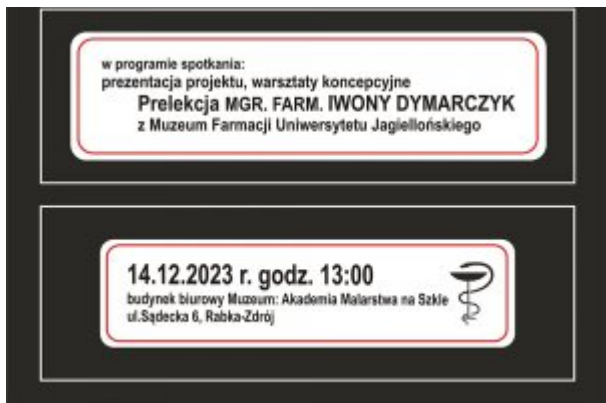 w programie spotkania:
prezentacja projektu, warsztaty koncepcyjne
Prelekcja MGR. FARM. IWONY DYMARCZYK
z Muzeum Farmacji Uniwersytetu Jagiellońskiego
14.12.2023 r. godz. 13:00
budynek biurowy Muzeum: Akademia Malarstwa na Szkle
ul.Sądecka 6, Rabka-Zdrój